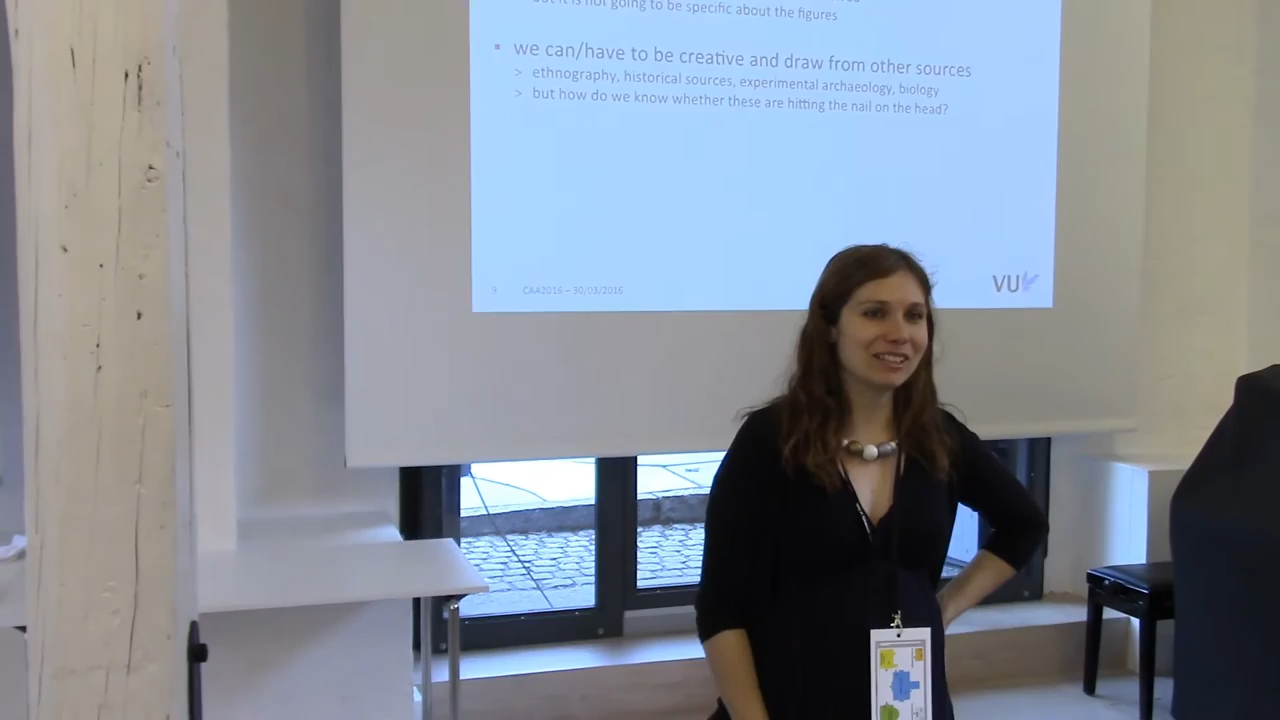 but it is not going to be specific about the figures
▪ we can/have to be creative and draw from other sources
> ethnography, historical sources, experimental archaeology, biology
> but how do we know whether these are hitting the nail on the head?
9 CAA2016 – 30/03/2016
VU